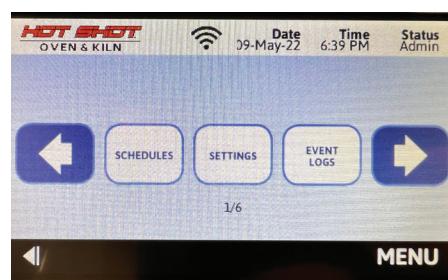 HOT SHOT
OVEN & KILN
Date
09-May-22
Time
6:39 PM
Status
Admin
SCHEDULES
SETTINGS
EVENT
LOGS
1/6
MENU